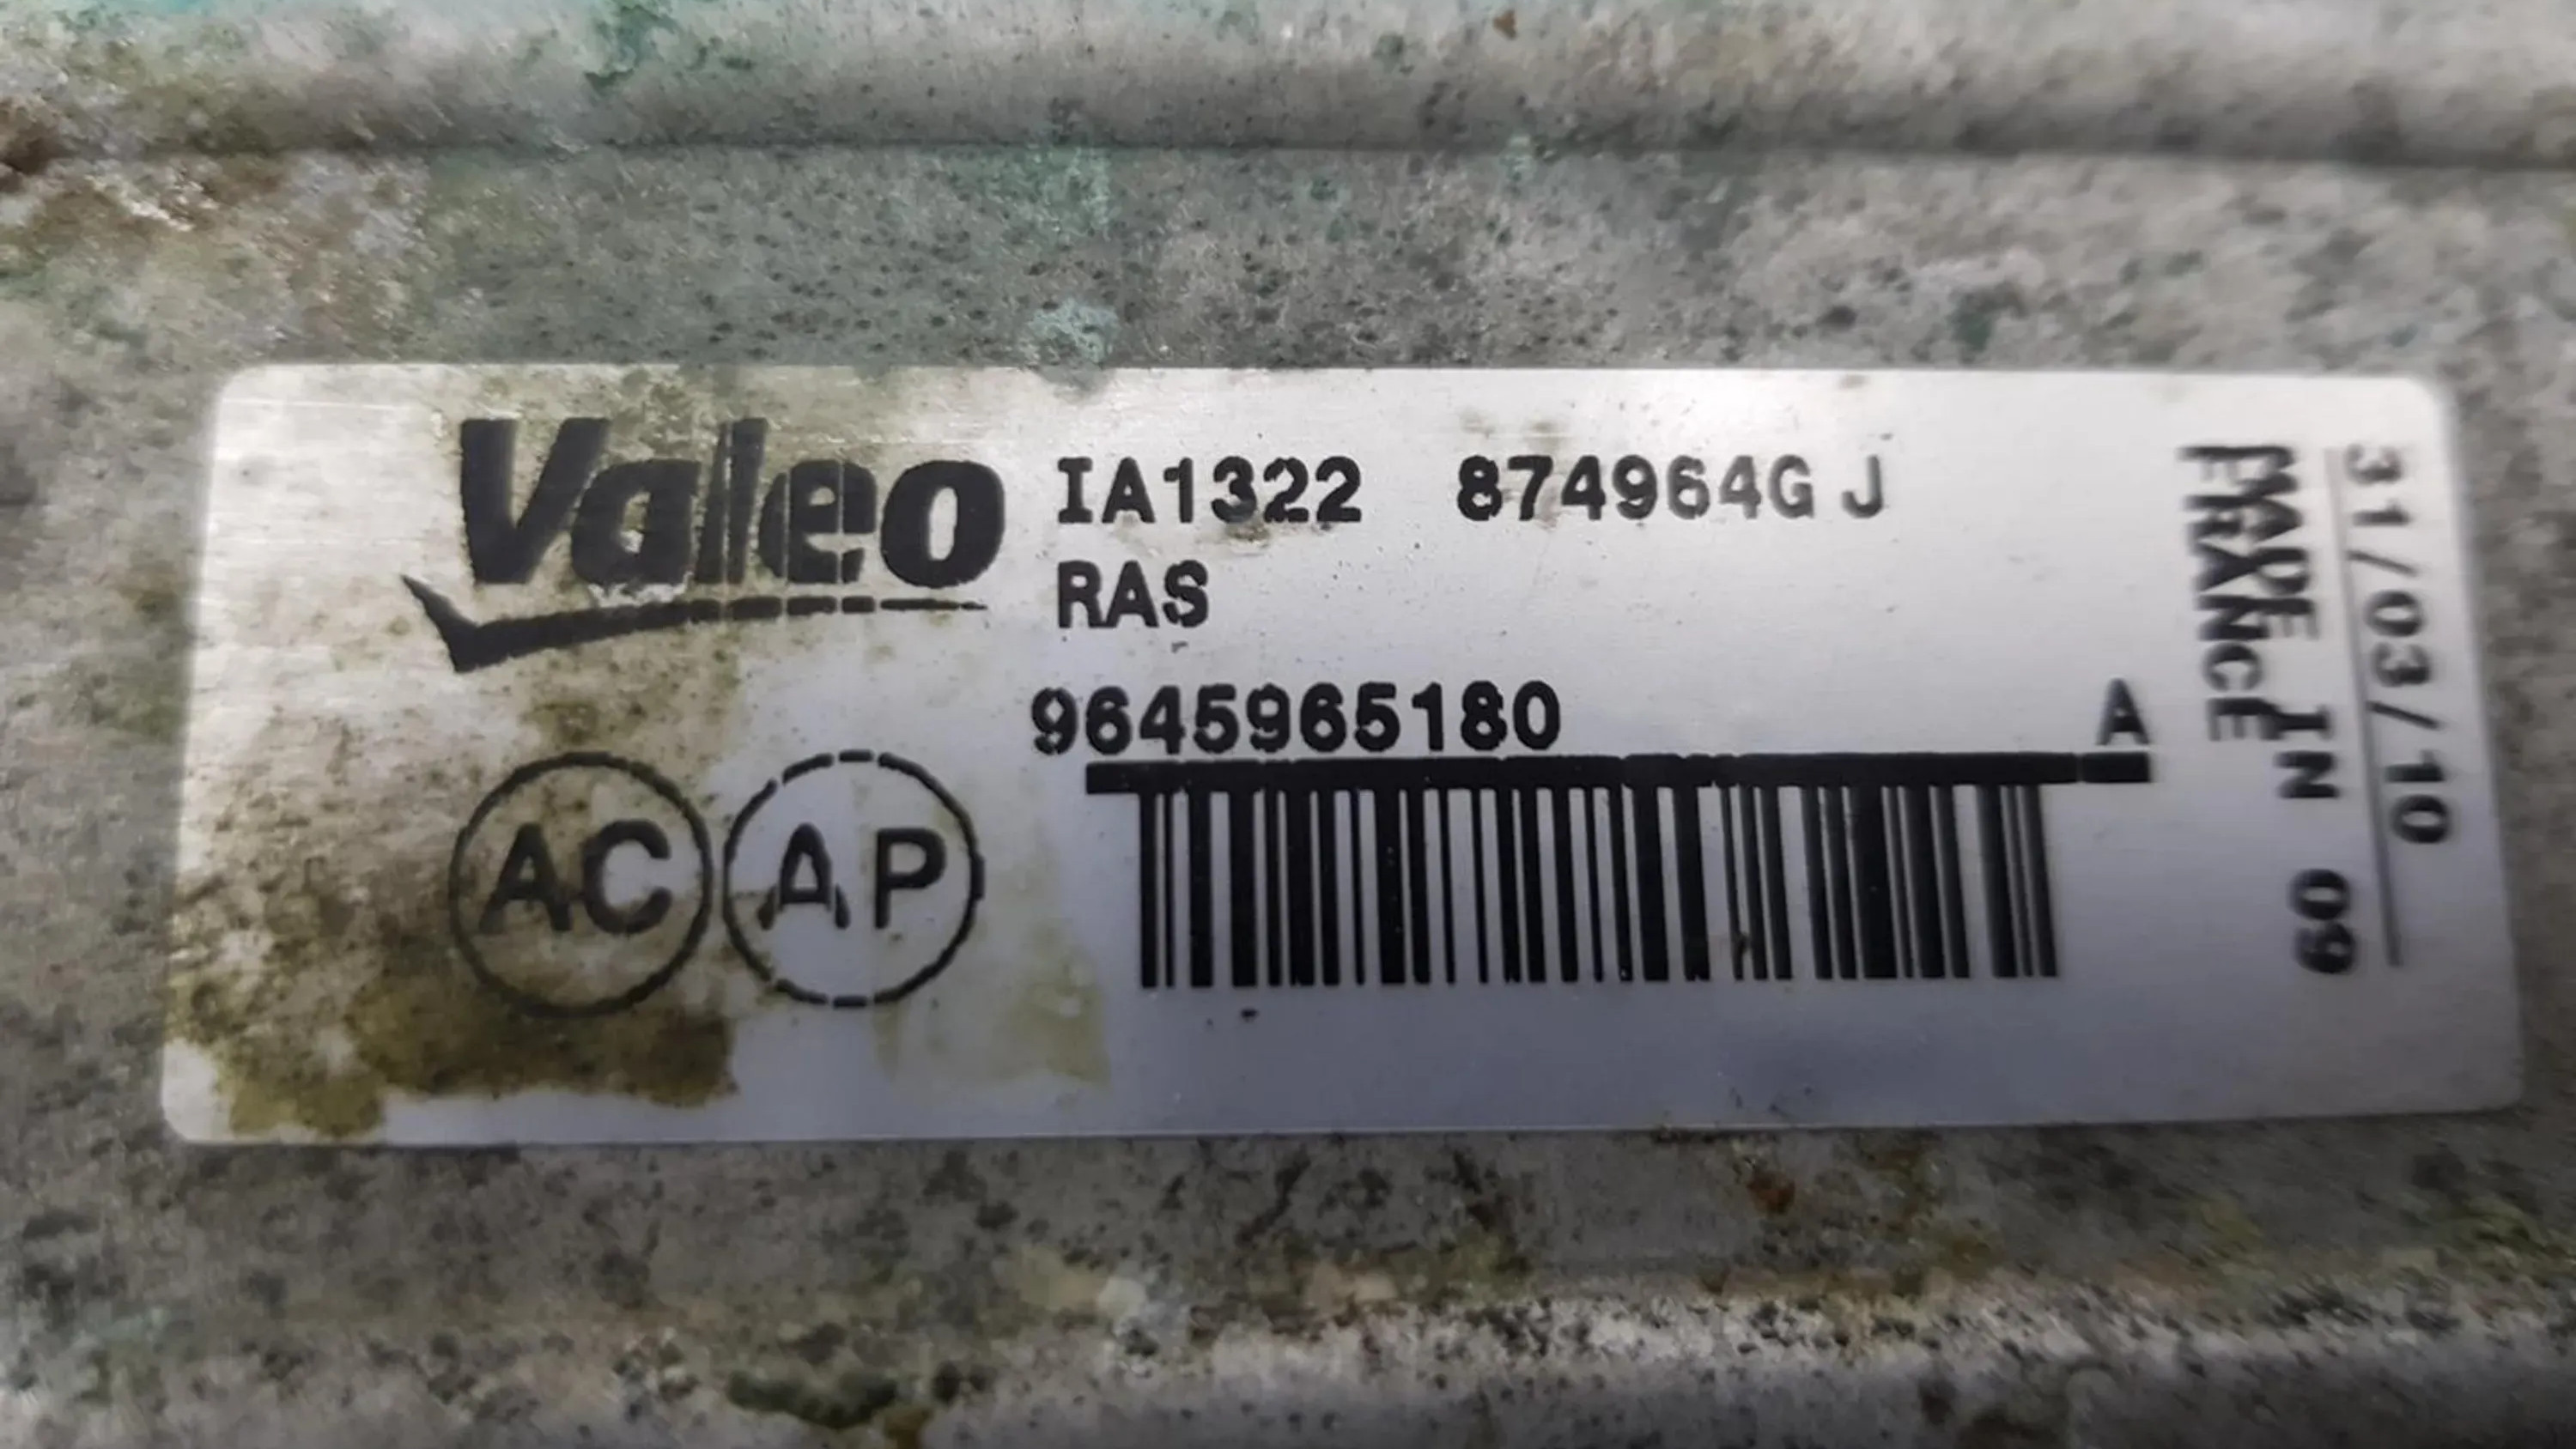 Valeo
IA1322 874964G J
RAS
9645965180
A
AC
AP
31/03/10
MADE IN 09
FRANCE